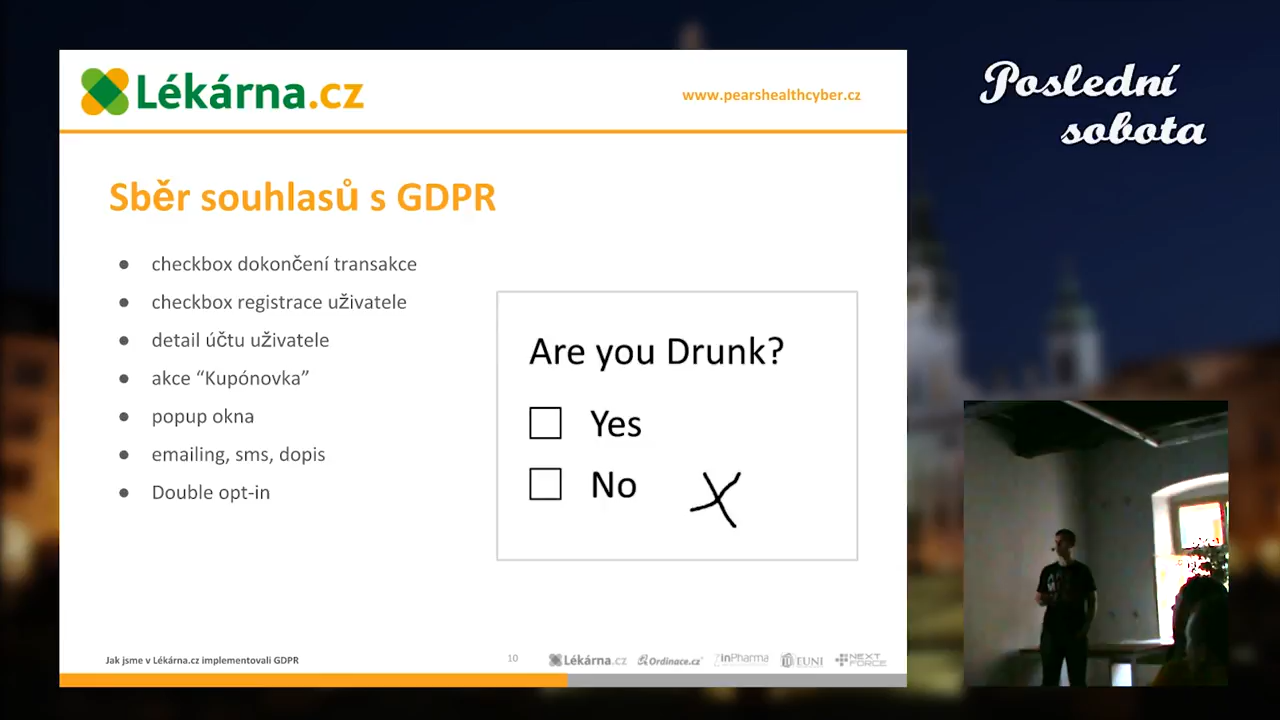 Lékárna.cz
www.pearshealthcyber.cz
Poslední
sobota
Sběr souhlasů s GDPR
● checkbox dokončení transakce
● checkbox registrace uživatele
● detail účtu uživatele
● akce “Kupónovka”
● popup okna
● emailing, sms, dopis
● Double opt-in
Are you Drunk?
Yes
No
Jak jsme v Lékárna.cz implementovali GDPR
10
Lékárna.cz
Ordinace.cz
inPharma
EUNI
NEXT
FORCE